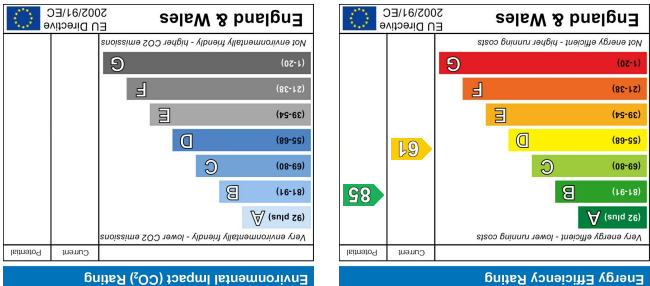 Energy Efficiency Rating
Current
Potential
Very energy efficient - lower running costs
(92 plus) A
(81-91) B
(69-80) C
(55-68) D
(39-54) E
(21-38) F
(1-20) G
Not energy efficient - higher running costs
61
85
England & Wales
EU Directive
2002/91/EC
Environmental Impact (CO₂) Rating
Current
Potential
Very environmentally friendly - lower CO2 emissions
(92 plus) A
(81-91) B
(69-80) C
(55-68) D
(39-54) E
(21-38) F
(1-20) G
Not environmentally friendly - higher CO2 emissions
England & Wales
EU Directive
2002/91/EC